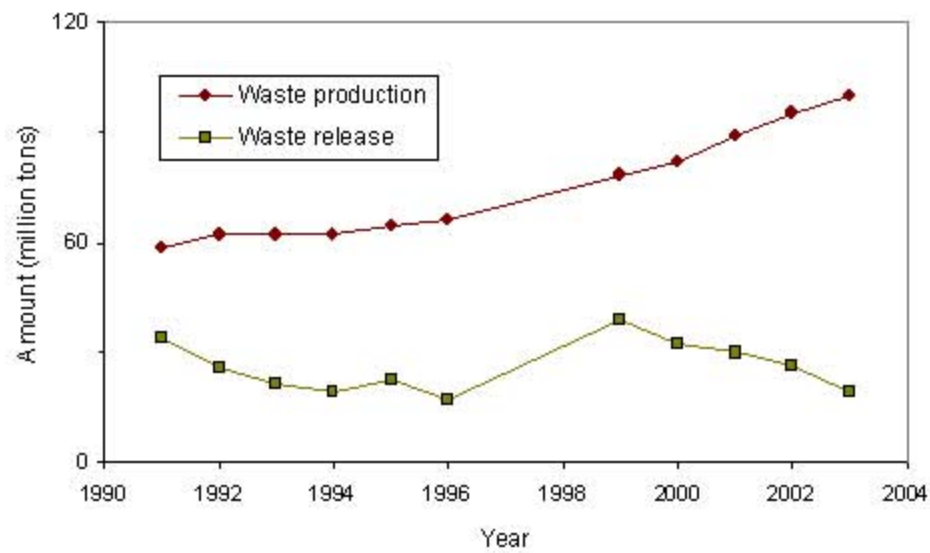 120
Waste production
Waste release
60
Amount (million tons)
0
1990 1992 1994 1996 1998 2000 2002 2004
Year